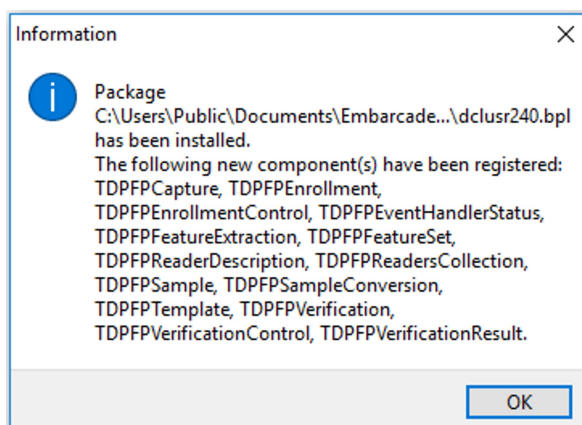 Information
Package
C:\Users\Public\Documents\Embarcade...\dclusr240.bpl
has been installed.
The following new component(s) have been registered:
TDPFPCapture, TDPFPEnrollment,
TDPFPEnrollmentControl, TDPFPEventHandlerStatus,
TDPFPFeatureExtraction, TDPFPFeatureSet,
TDPFPReaderDescription, TDPFPReadersCollection,
TDPFPSample, TDPFPSampleConversion,
TDPFPTemplate, TDPFPVerification,
TDPFPVerificationControl, TDPFPVerificationResult.
OK